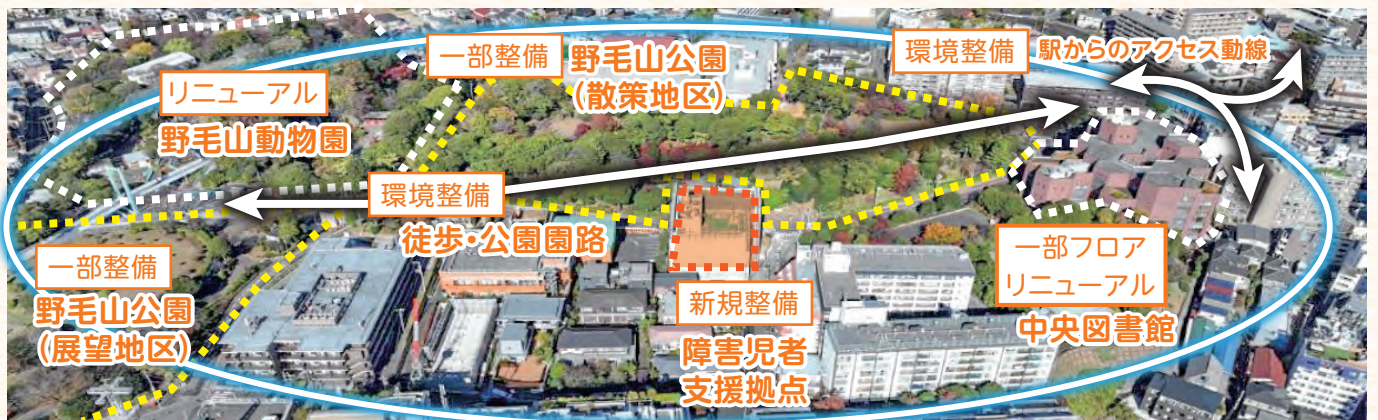 リニューアル
野毛山動物園
一部整備
野毛山公園
(散策地区)
環境整備
駅からのアクセス動線
環境整備
徒歩・公園園路
一部整備
野毛山公園
(展望地区)
新規整備
障害児者
支援拠点
一部フロア
リニューアル
中央図書館